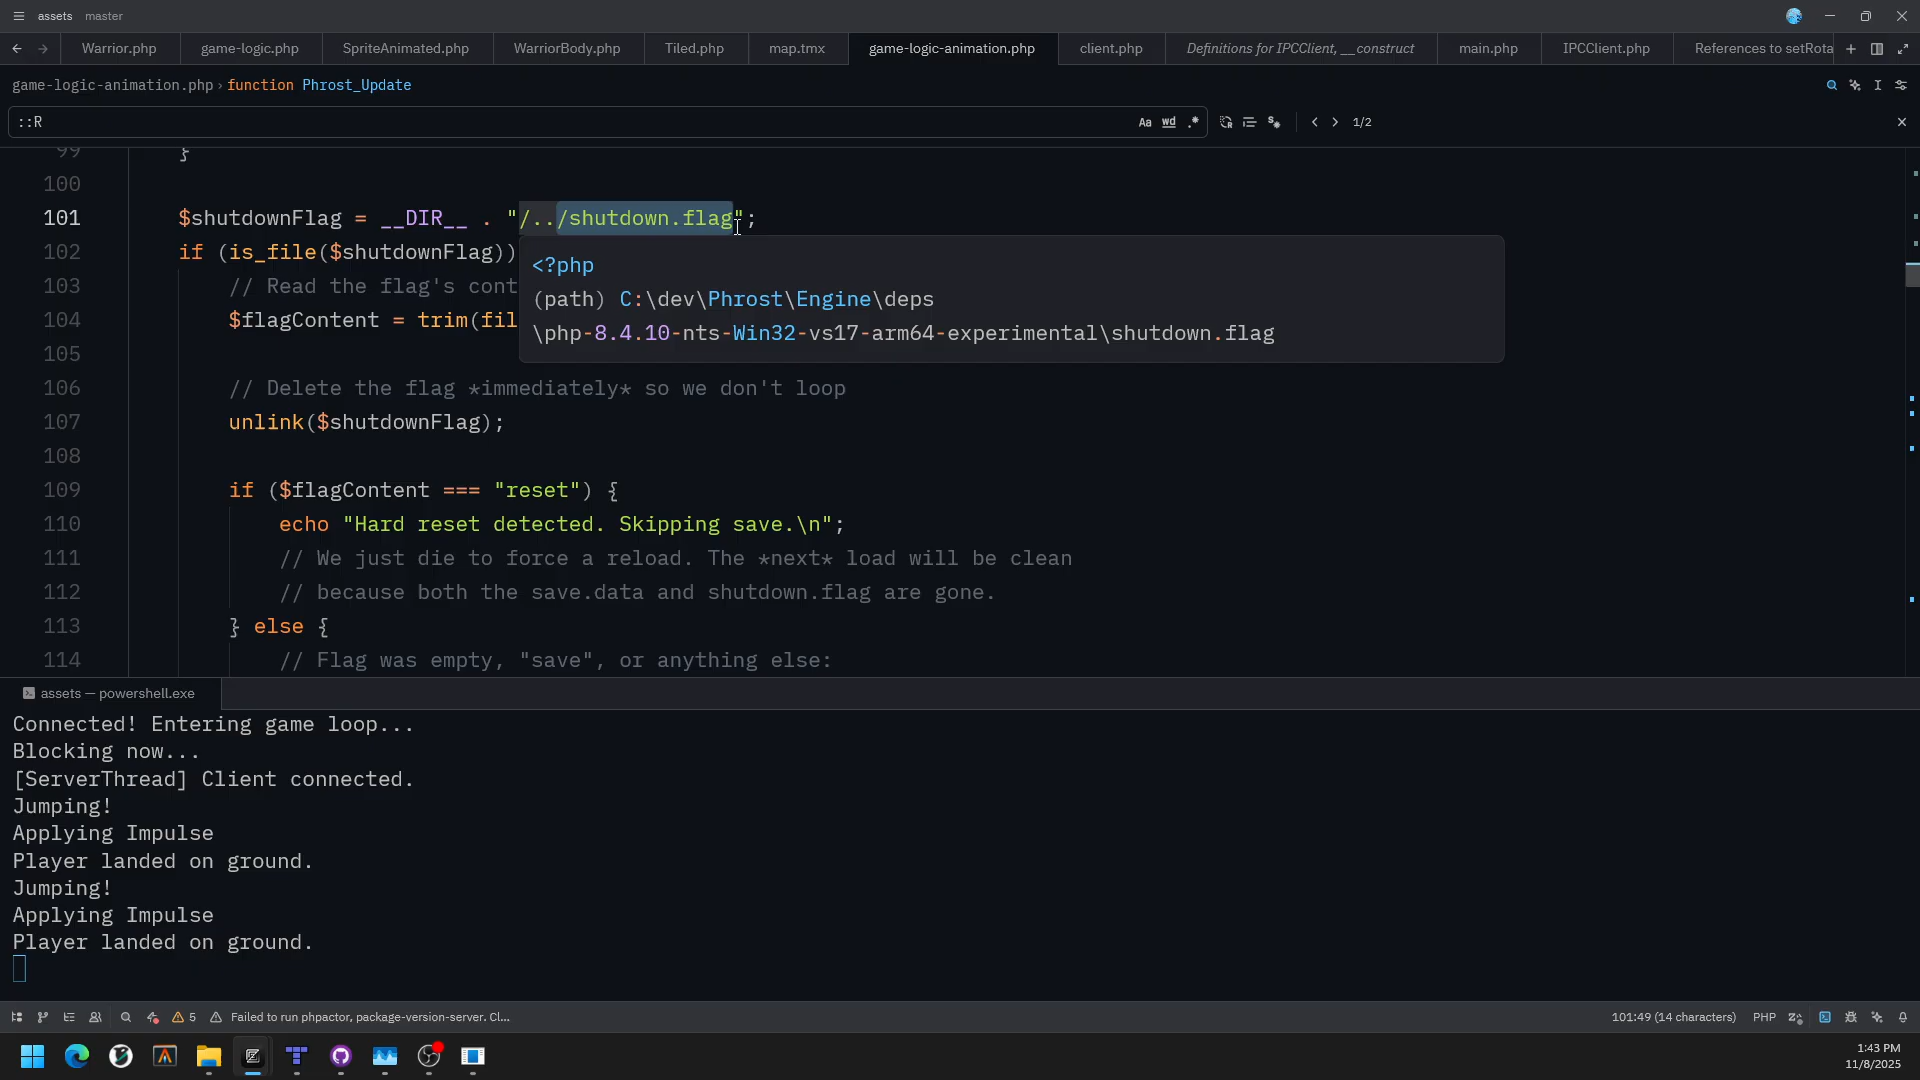 assets master
Warrior.php game-logic.php SpriteAnimated.php WarriorBody.php Tiled.php map.tmx game-logic-animation.php client.php Definitions for IPCClient, __construct main.php IPCClient.php References to setRota
game-logic-animation.php › function Phrost_Update
::R Aa wd .* 1/2
99 }
100
101 $shutdownFlag = __DIR__ . "/../shutdown.flag";
102 if (is_file($shutdownFlag))
<?php
103 // Read the flag's cont
(path) C:\dev\Phrost\Engine\deps
104 $flagContent = trim(fil
\php-8.4.10-nts-Win32-vs17-arm64-experimental\shutdown.flag
105
106 // Delete the flag *immediately* so we don't loop
107 unlink($shutdownFlag);
108
109 if ($flagContent === "reset") {
110 echo "Hard reset detected. Skipping save.\n";
111 // We just die to force a reload. The *next* load will be clean
112 // because both the save.data and shutdown.flag are gone.
113 } else {
114 // Flag was empty, "save", or anything else:
assets — powershell.exe
Connected! Entering game loop...
Blocking now...
[ServerThread] Client connected.
Jumping!
Applying Impulse
Player landed on ground.
Jumping!
Applying Impulse
Player landed on ground.
5 Failed to run phpactor, package-version-server. Cl... 101:49 (14 characters) PHP
1:43 PM
11/8/2025